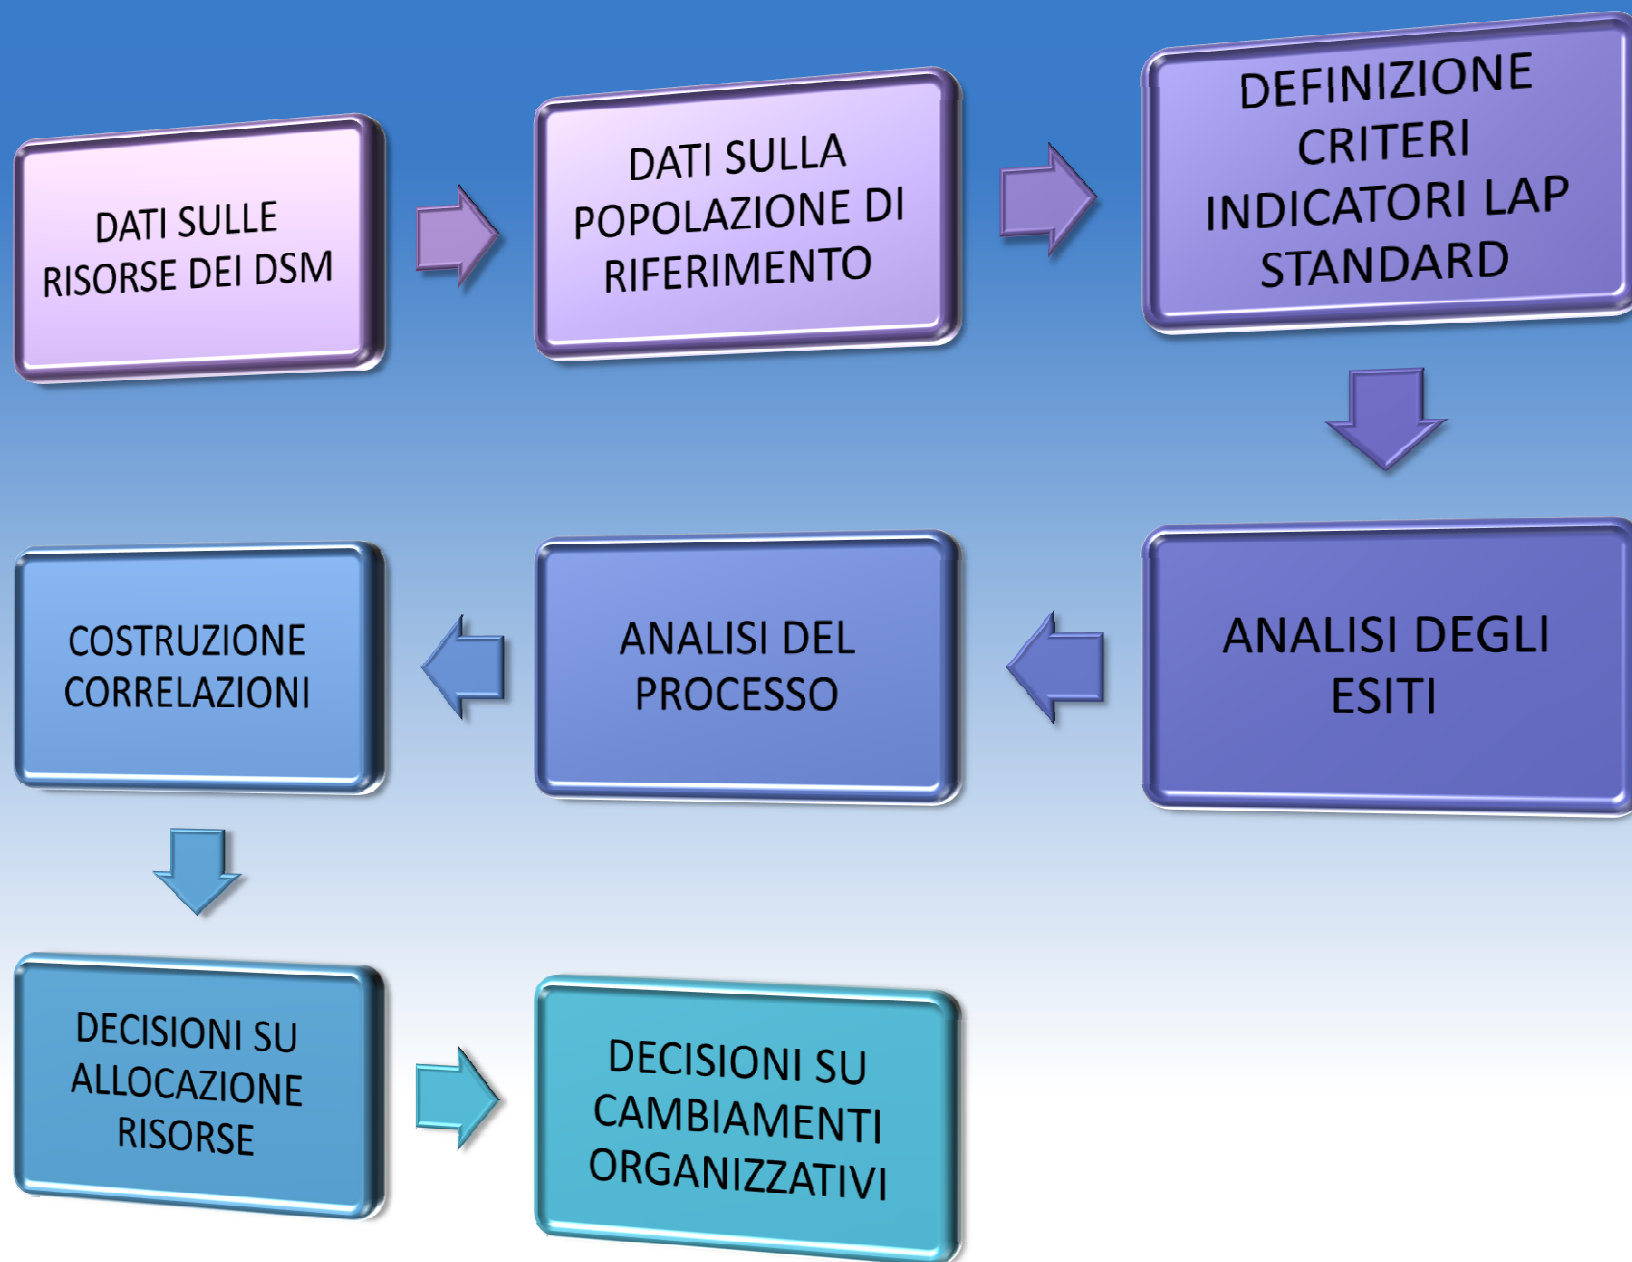 DATI SULLE
RISORSE DEI DSM
DATI SULLA
POPOLAZIONE DI
RIFERIMENTO
DEFINIZIONE
CRITERI
INDICATORI LAP
STANDARD
ANALISI DEGLI
ESITI
ANALISI DEL
PROCESSO
COSTRUZIONE
CORRELAZIONI
DECISIONI SU
ALLOCAZIONE
RISORSE
DECISIONI SU
CAMBIAMENTI
ORGANIZZATIVI